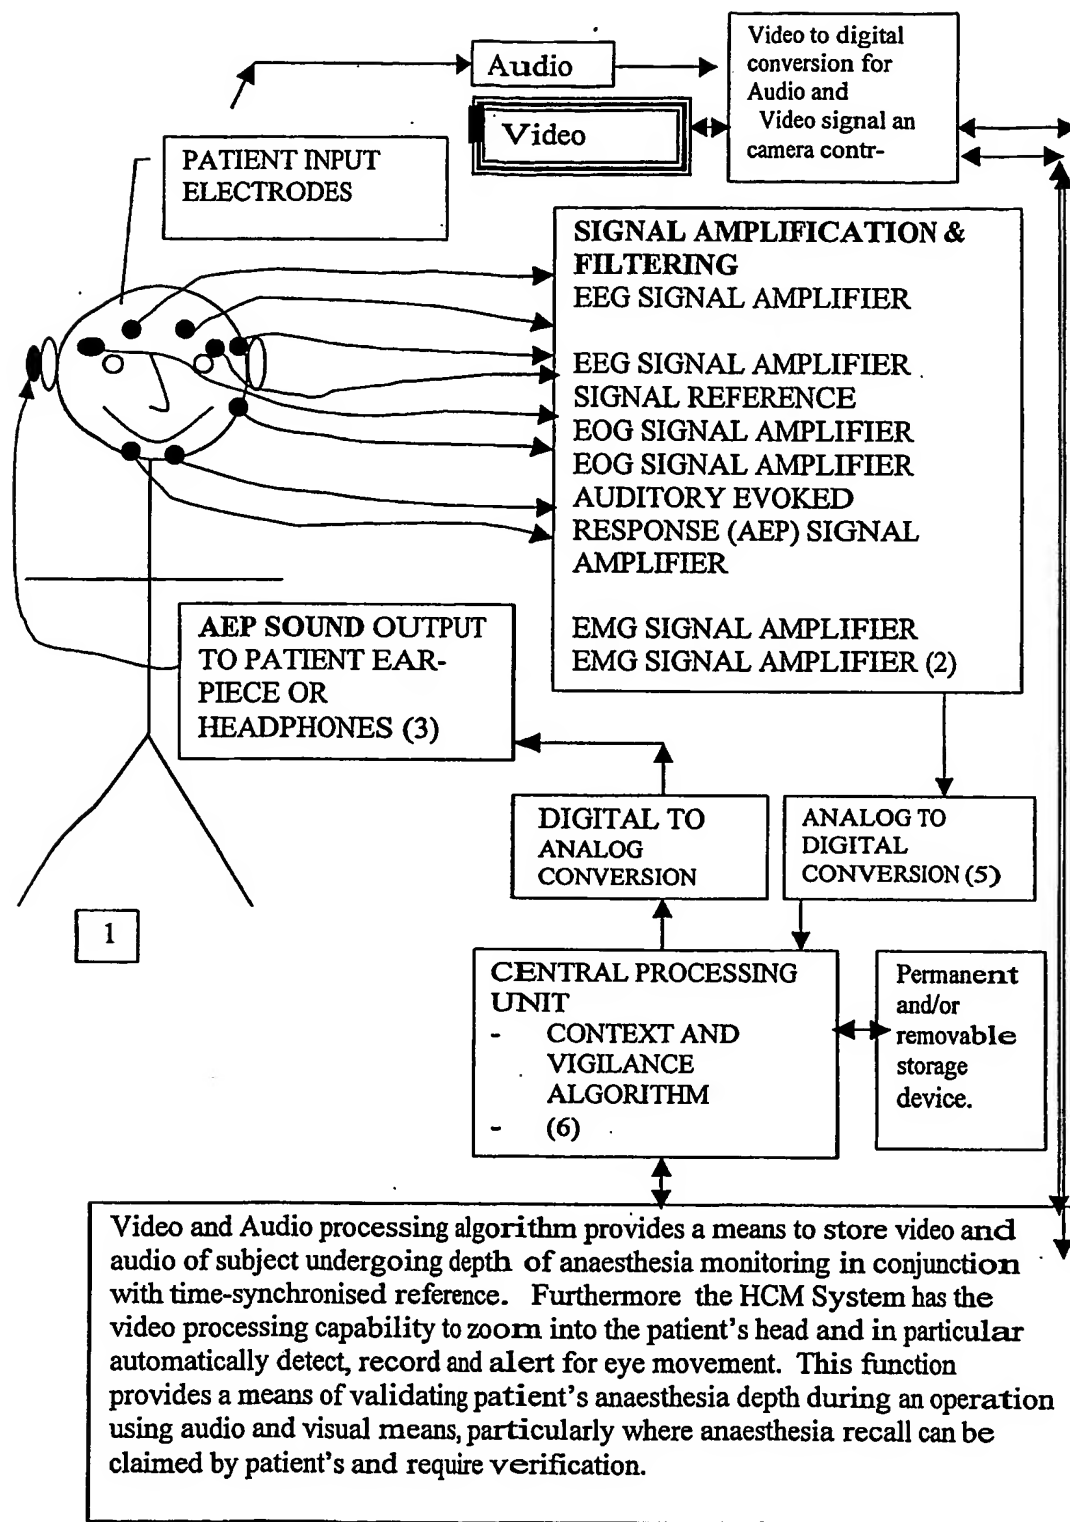 Audio
Video
Video to digital
conversion for
Audio and
Video signal an
camera contr-
PATIENT INPUT
ELECTRODES
SIGNAL AMPLIFICATION &
FILTERING
EEG SIGNAL AMPLIFIER
EEG SIGNAL AMPLIFIER
SIGNAL REFERENCE
EOG SIGNAL AMPLIFIER
EOG SIGNAL AMPLIFIER
AUDITORY EVOKED
RESPONSE (AEP) SIGNAL
AMPLIFIER
EMG SIGNAL AMPLIFIER
EMG SIGNAL AMPLIFIER (2)
AEP SOUND OUTPUT
TO PATIENT EAR-
PIECE OR
HEADPHONES (3)
DIGITAL TO
ANALOG
CONVERSION
ANALOG TO
DIGITAL
CONVERSION (5)
1
CENTRAL PROCESSING
UNIT
- CONTEXT AND
VIGILANCE
ALGORITHM
- (6)
Permanent
and/or
removable
storage
device.
Video and Audio processing algorithm provides a means to store video and
audio of subject undergoing depth of anaesthesia monitoring in conjunction
with time-synchronised reference. Furthermore the HCM System has the
video processing capability to zoom into the patient's head and in particular
automatically detect, record and alert for eye movement. This function
provides a means of validating patient's anaesthesia depth during an operation
using audio and visual means, particularly where anaesthesia recall can be
claimed by patient's and require verification.